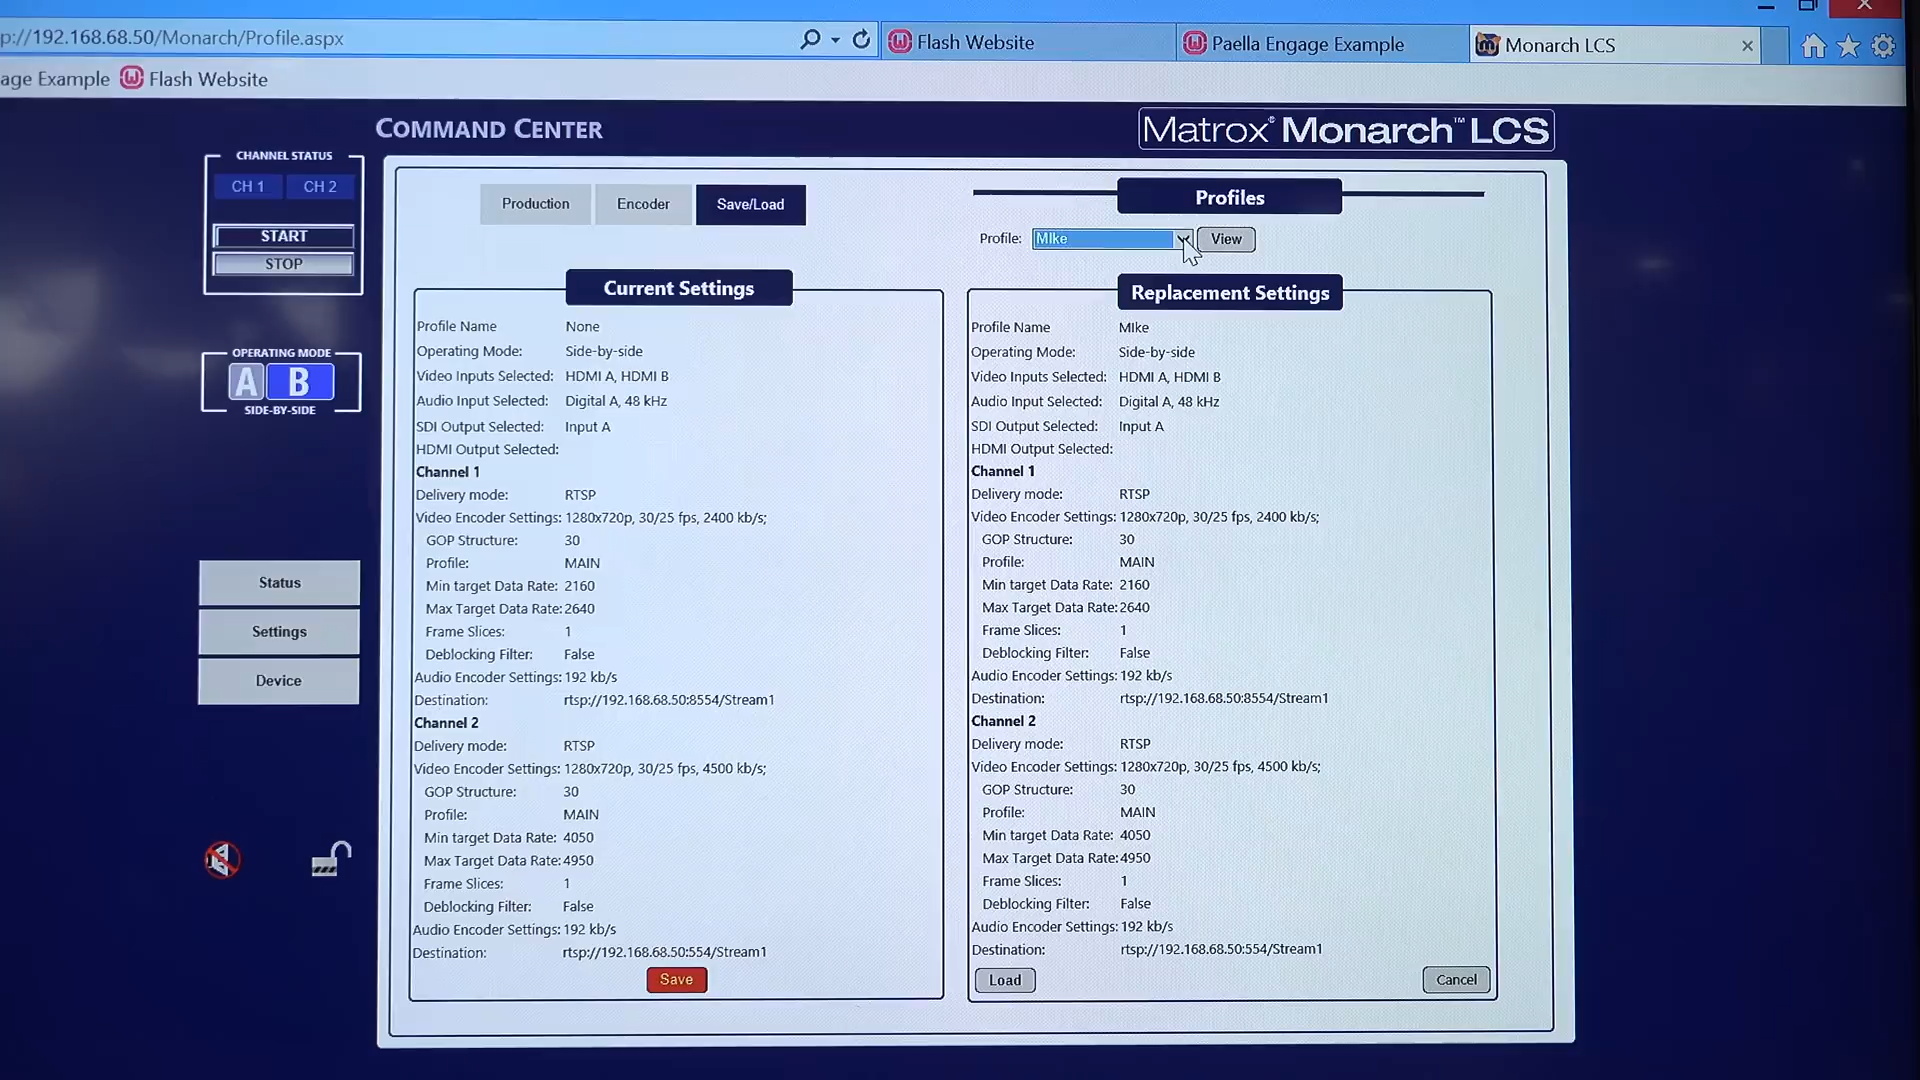 p://192.168.68.50/Monarch/Profile.aspx
Flash Website
Paella Engage Example
Monarch LCS
age Example
Flash Website
COMMAND CENTER
Matrox® Monarch™ LCS
CHANNEL STATUS
CH 1 CH 2
START
STOP
OPERATING MODE
A B
SIDE-BY-SIDE
Status
Settings
Device
Production Encoder Save/Load
Profiles
Profile: MIke View
Current Settings
Profile Name None
Operating Mode: Side-by-side
Video Inputs Selected: HDMI A, HDMI B
Audio Input Selected: Digital A, 48 kHz
SDI Output Selected: Input A
HDMI Output Selected:
Channel 1
Delivery mode: RTSP
Video Encoder Settings: 1280x720p, 30/25 fps, 2400 kb/s;
GOP Structure: 30
Profile: MAIN
Min target Data Rate: 2160
Max Target Data Rate: 2640
Frame Slices: 1
Deblocking Filter: False
Audio Encoder Settings: 192 kb/s
Destination: rtsp://192.168.68.50:8554/Stream1
Channel 2
Delivery mode: RTSP
Video Encoder Settings: 1280x720p, 30/25 fps, 4500 kb/s;
GOP Structure: 30
Profile: MAIN
Min target Data Rate: 4050
Max Target Data Rate: 4950
Frame Slices: 1
Deblocking Filter: False
Audio Encoder Settings: 192 kb/s
Destination: rtsp://192.168.68.50:554/Stream1
Save
Replacement Settings
Profile Name MIke
Operating Mode: Side-by-side
Video Inputs Selected: HDMI A, HDMI B
Audio Input Selected: Digital A, 48 kHz
SDI Output Selected: Input A
HDMI Output Selected:
Channel 1
Delivery mode: RTSP
Video Encoder Settings: 1280x720p, 30/25 fps, 2400 kb/s;
GOP Structure: 30
Profile: MAIN
Min target Data Rate: 2160
Max Target Data Rate: 2640
Frame Slices: 1
Deblocking Filter: False
Audio Encoder Settings: 192 kb/s
Destination: rtsp://192.168.68.50:8554/Stream1
Channel 2
Delivery mode: RTSP
Video Encoder Settings: 1280x720p, 30/25 fps, 4500 kb/s;
GOP Structure: 30
Profile: MAIN
Min target Data Rate: 4050
Max Target Data Rate: 4950
Frame Slices: 1
Deblocking Filter: False
Audio Encoder Settings: 192 kb/s
Destination: rtsp://192.168.68.50:554/Stream1
Load Cancel